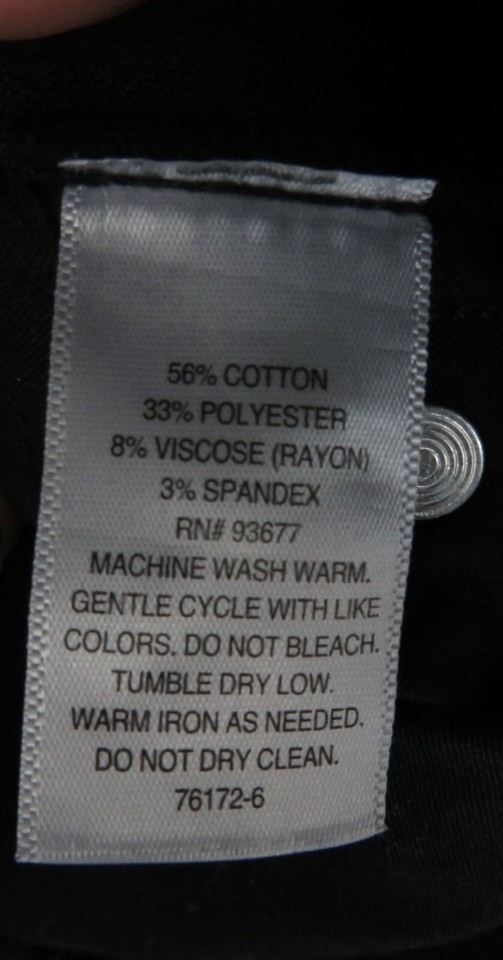 56% COTTON
33% POLYESTER
8% VISCOSE (RAYON)
3% SPANDEX
RN# 93677
MACHINE WASH WARM.
GENTLE CYCLE WITH LIKE
COLORS. DO NOT BLEACH.
TUMBLE DRY LOW.
WARM IRON AS NEEDED.
DO NOT DRY CLEAN.
76172-6